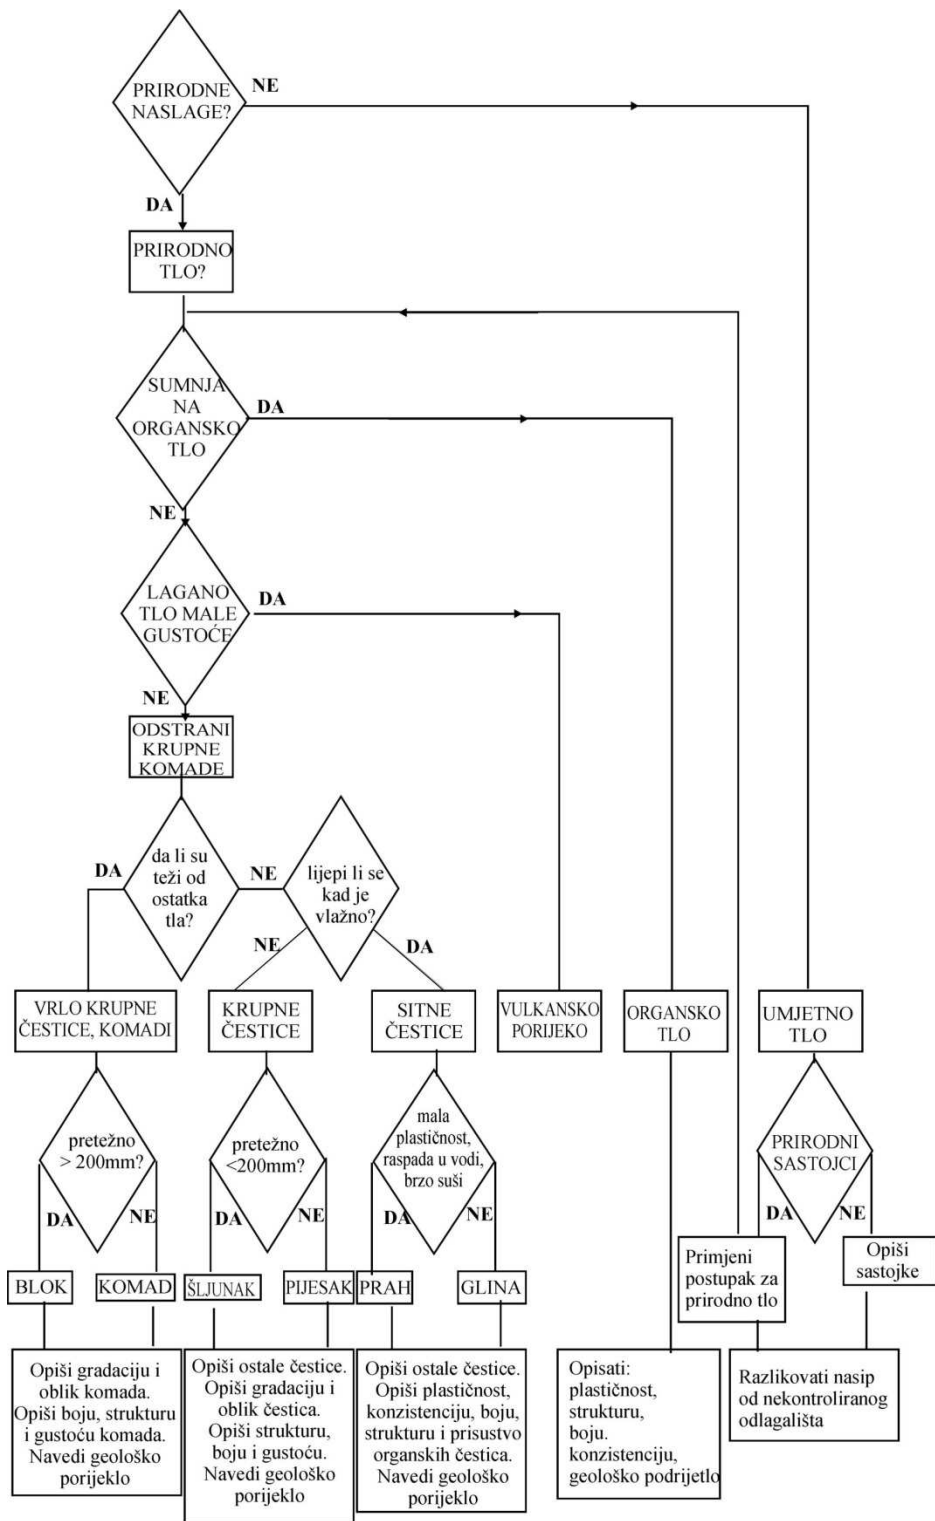 PRIRODNE
NASLAGE?
NE
DA
PRIRODNO
TLO?
SUMNJA
NA
ORGANSKO
TLO
DA
NE
LAGANO
TLO MALE
GUSTOĆE
DA
NE
ODSTRANI
KRUPNE
KOMADE
da li su
teži od
ostatka
tla?
DA
NE
lijepi li se
kad je
vlažno?
NE
DA
VRLO KRUPNE
ČESTICE, KOMADI
KRUPNE
ČESTICE
SITNE
ČESTICE
VULKANSKO
PORIJEKO
ORGANSKO
TLO
UMJETNO
TLO
pretežno
> 200mm?
DA
NE
pretežno
<200mm?
DA
NE
mala
plastičnost,
raspada u vodi,
brzo suši
DA
NE
PRIRODNI
SASTOJCI
DA
NE
BLOK
KOMAD
ŠLJUNAK
PIJESAK
PRAH
GLINA
Primjeni
postupak za
prirodno tlo
Opiši
sastojke
Opiši gradaciju i
oblik komada.
Opiši boju, strukturu
i gustoću komada.
Navedi geološko
porijeklo
Opiši ostale čestice.
Opiši gradaciju i
oblik čestica.
Opiši strukturu,
boju i gustoću.
Navedi geološko
porijeklo
Opiši ostale čestice.
Opiši plastičnost,
konzistenciju, boju,
strukturu i prisustvo
organskih čestica.
Navedi geološko
porijeklo
Opisati:
plastičnost,
strukturu,
boju.
konzistenciju,
geološko podrijetlo
Razlikovati nasip
od nekontroliranog
odlagališta